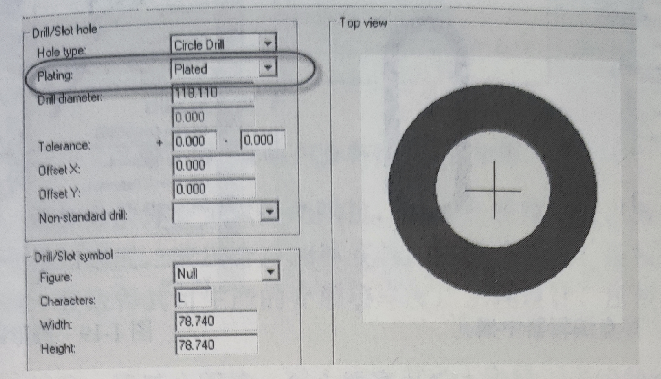 Drill/Slot hole
Hole type: Circle Drill
Plating: Plated
Drill diameter: 118.110
0.000
Tolerance: + 0.000 - 0.000
Offset X: 0.000
Offset Y: 0.000
Non-standard drill:
Drill/Slot symbol
Figure: Null
Characters: L
Width: 78.740
Height: 78.740
Top view